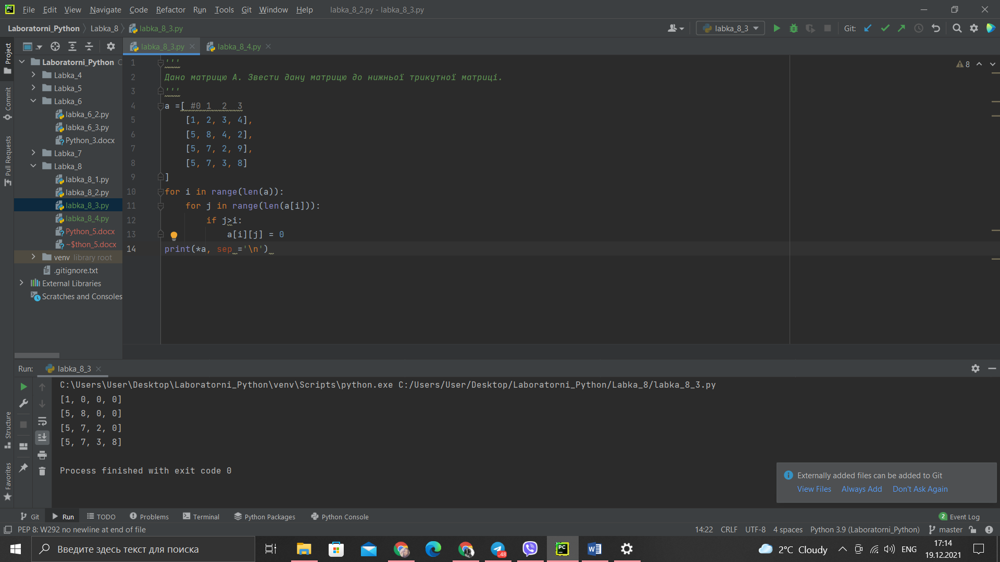 File Edit View Navigate Code Refactor Run Tools Git Window Help labka_8_2.py - labka_8_3.py
Laboratorni_Python Labka_8 labka_8_3.py labka_8_3 Git:
labka_8_3.py labka_8_4.py
Project
Commit
Pull Requests
Structure
Favorites
Laboratorni_Python C
Labka_4
Labka_5
Labka_6
labka_6_2.py
labka_6_3.py
Python_3.docx
Labka_7
Labka_8
labka_8_1.py
labka_8_2.py
labka_8_3.py
labka_8_4.py
Python_5.docx
~$thon_5.docx
venv library root
.gitignore.txt
External Libraries
Scratches and Consoles
8
1 '''
2 Дано матрицю А. Звести дану матрицю до нижньої трикутної матриці.
3 '''
4 a =[ #0 1 2 3
5 [1, 2, 3, 4],
6 [5, 8, 4, 2],
7 [5, 7, 2, 9],
8 [5, 7, 3, 8]
9 ]
10 for i in range(len(a)):
11 for j in range(len(a[i])):
12 if j>i:
13 a[i][j] = 0
14 print(*a, sep ='\n')
Run: labka_8_3
C:\Users\User\Desktop\Laboratorni_Python\venv\Scripts\python.exe C:/Users/User/Desktop/Laboratorni_Python/Labka_8/labka_8_3.py
[1, 0, 0, 0]
[5, 8, 0, 0]
[5, 7, 2, 0]
[5, 7, 3, 8]
Process finished with exit code 0
Externally added files can be added to Git
View Files Always Add Don't Ask Again
Git Run TODO Problems Terminal Python Packages Python Console 2 Event Log
PEP 8: W292 no newline at end of file 14:22 CRLF UTF-8 4 spaces Python 3.9 (Laboratorni_Python) master
Введите здесь текст для поиска
PC
..48
2°C Cloudy ENG
17:14
19.12.2021